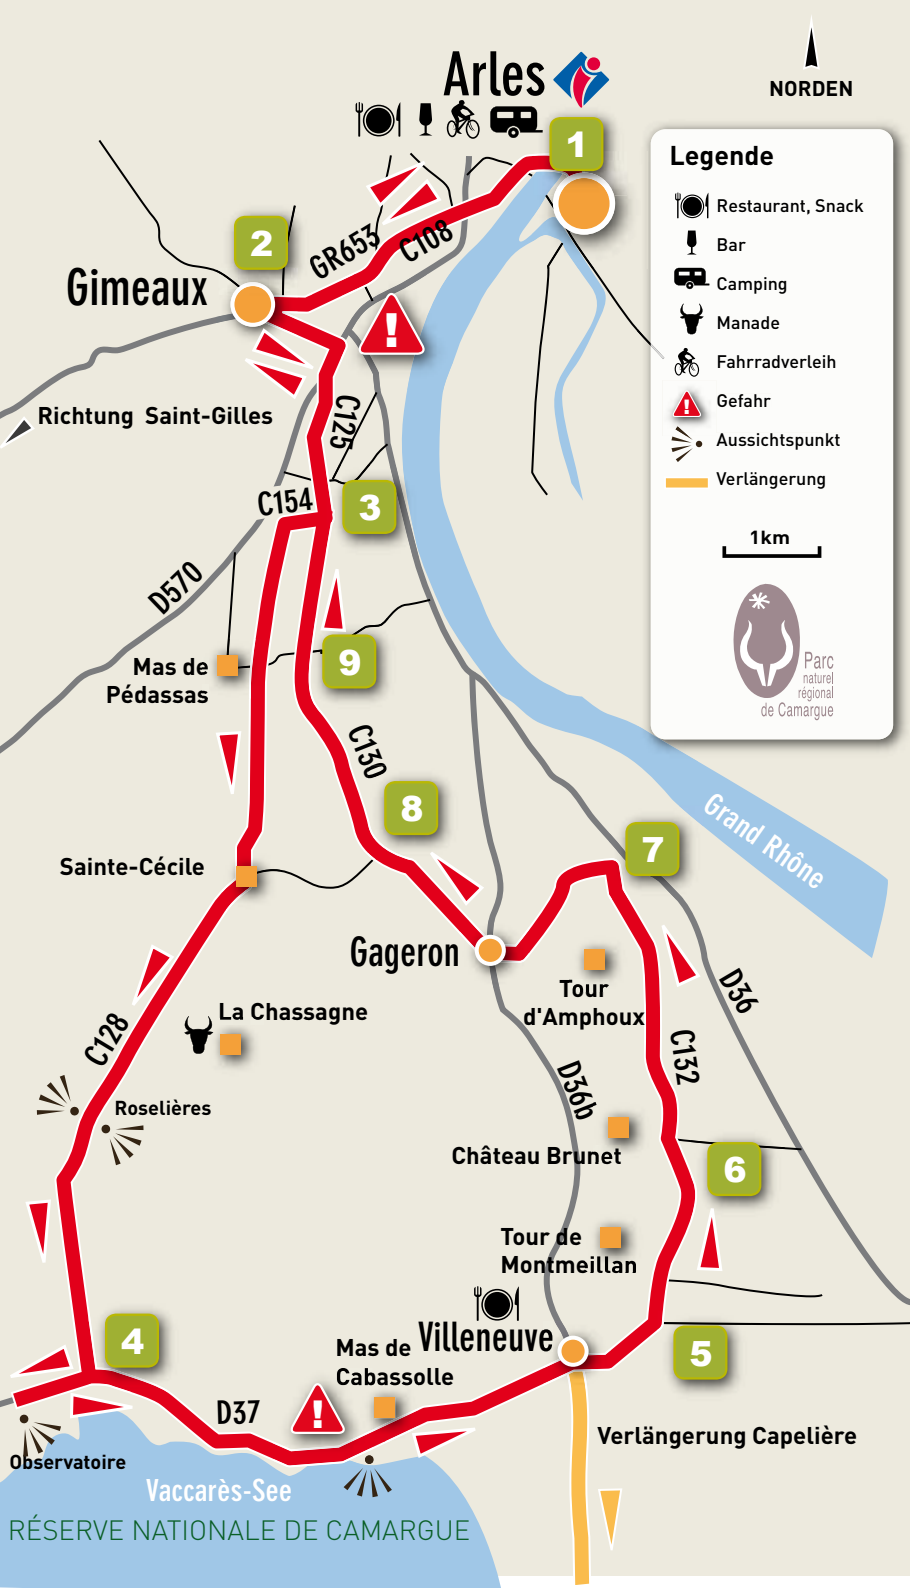 Arles
NORDEN
1
Legende
Restaurant, Snack
Bar
Camping
Manade
Fahrradverleih
!
Gefahr
Aussichtspunkt
Verlängerung
1km
Parc
naturel
régional
de Camargue
2
GR653
C108
Gimeaux
!
Richtung Saint-Gilles
C125
C154
3
D570
9
Mas de
Pédassas
C130
8
Grand Rhône
7
Sainte-Cécile
Gageron
Tour
d'Amphoux
D36
La Chassagne
C128
C132
D36b
Roselières
Château Brunet
6
Tour de
Montmeillan
4
Mas de
Cabassolle
Villeneuve
5
D37
!
Verlängerung Capelière
Observatoire
Vaccarès-See
RÉSERVE NATIONALE DE CAMARGUE